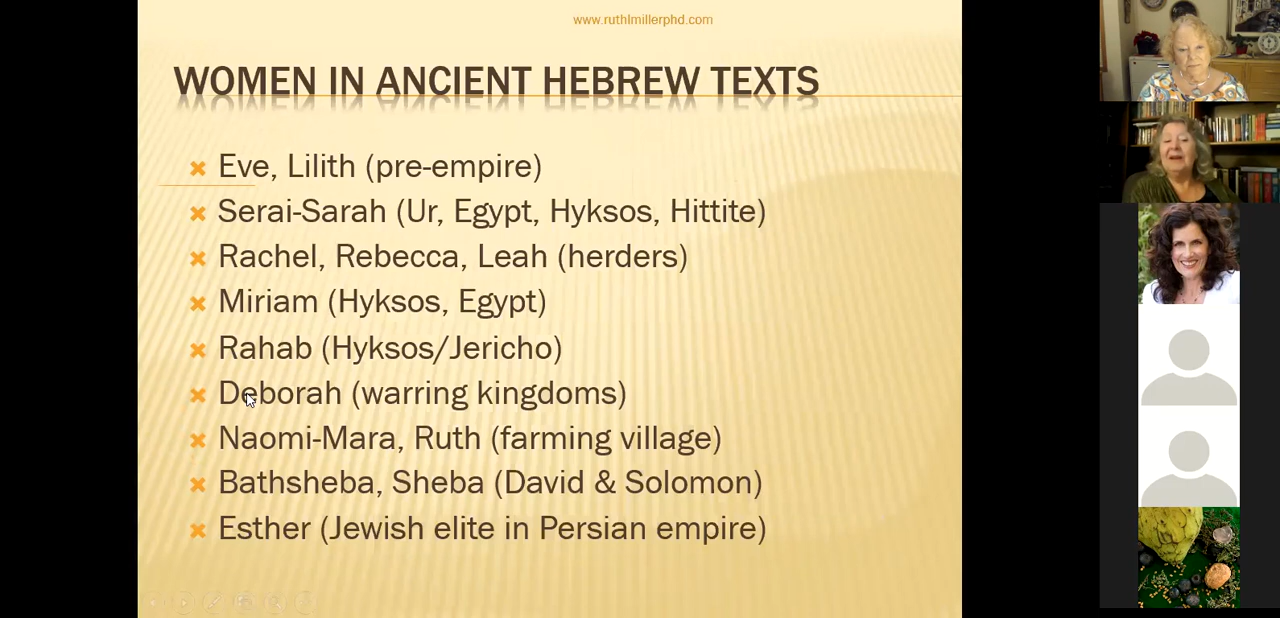 www.ruthlmillerphd.com
WOMEN IN ANCIENT HEBREW TEXTS
Eve, Lilith (pre-empire)
Serai-Sarah (Ur, Egypt, Hyksos, Hittite)
Rachel, Rebecca, Leah (herders)
Miriam (Hyksos, Egypt)
Rahab (Hyksos/Jericho)
Deborah (warring kingdoms)
Naomi-Mara, Ruth (farming village)
Bathsheba, Sheba (David & Solomon)
Esther (Jewish elite in Persian empire)